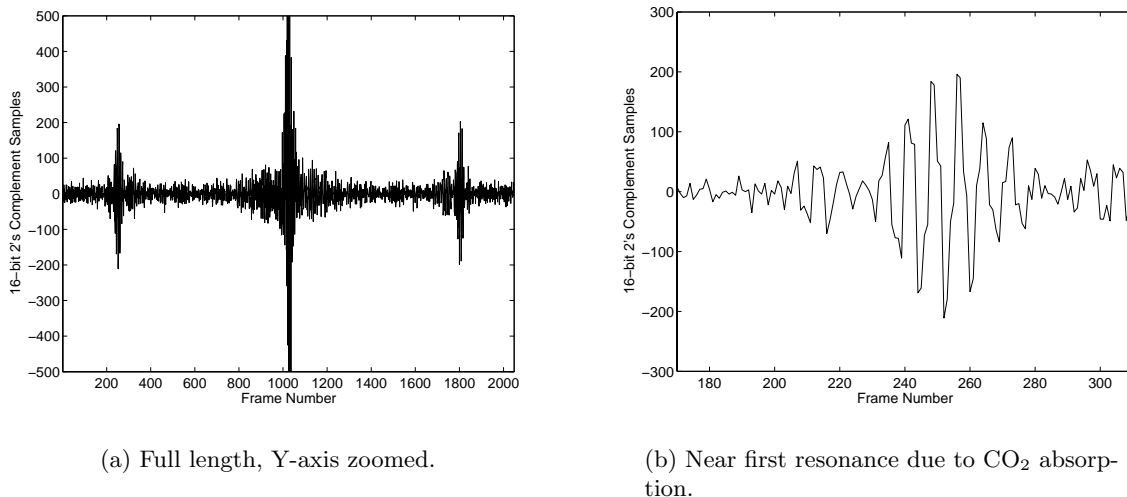 500
400
300
200
100
0
−100
−200
−300
−400
−500
16−bit 2's Complement Samples
200 400 600 800 1000 1200 1400 1600 1800 2000
Frame Number
(a) Full length, Y-axis zoomed.
300
200
100
0
−100
−200
−300
16−bit 2's Complement Samples
180 200 220 240 260 280 300
Frame Number
(b) Near first resonance due to CO₂ absorp-
tion.